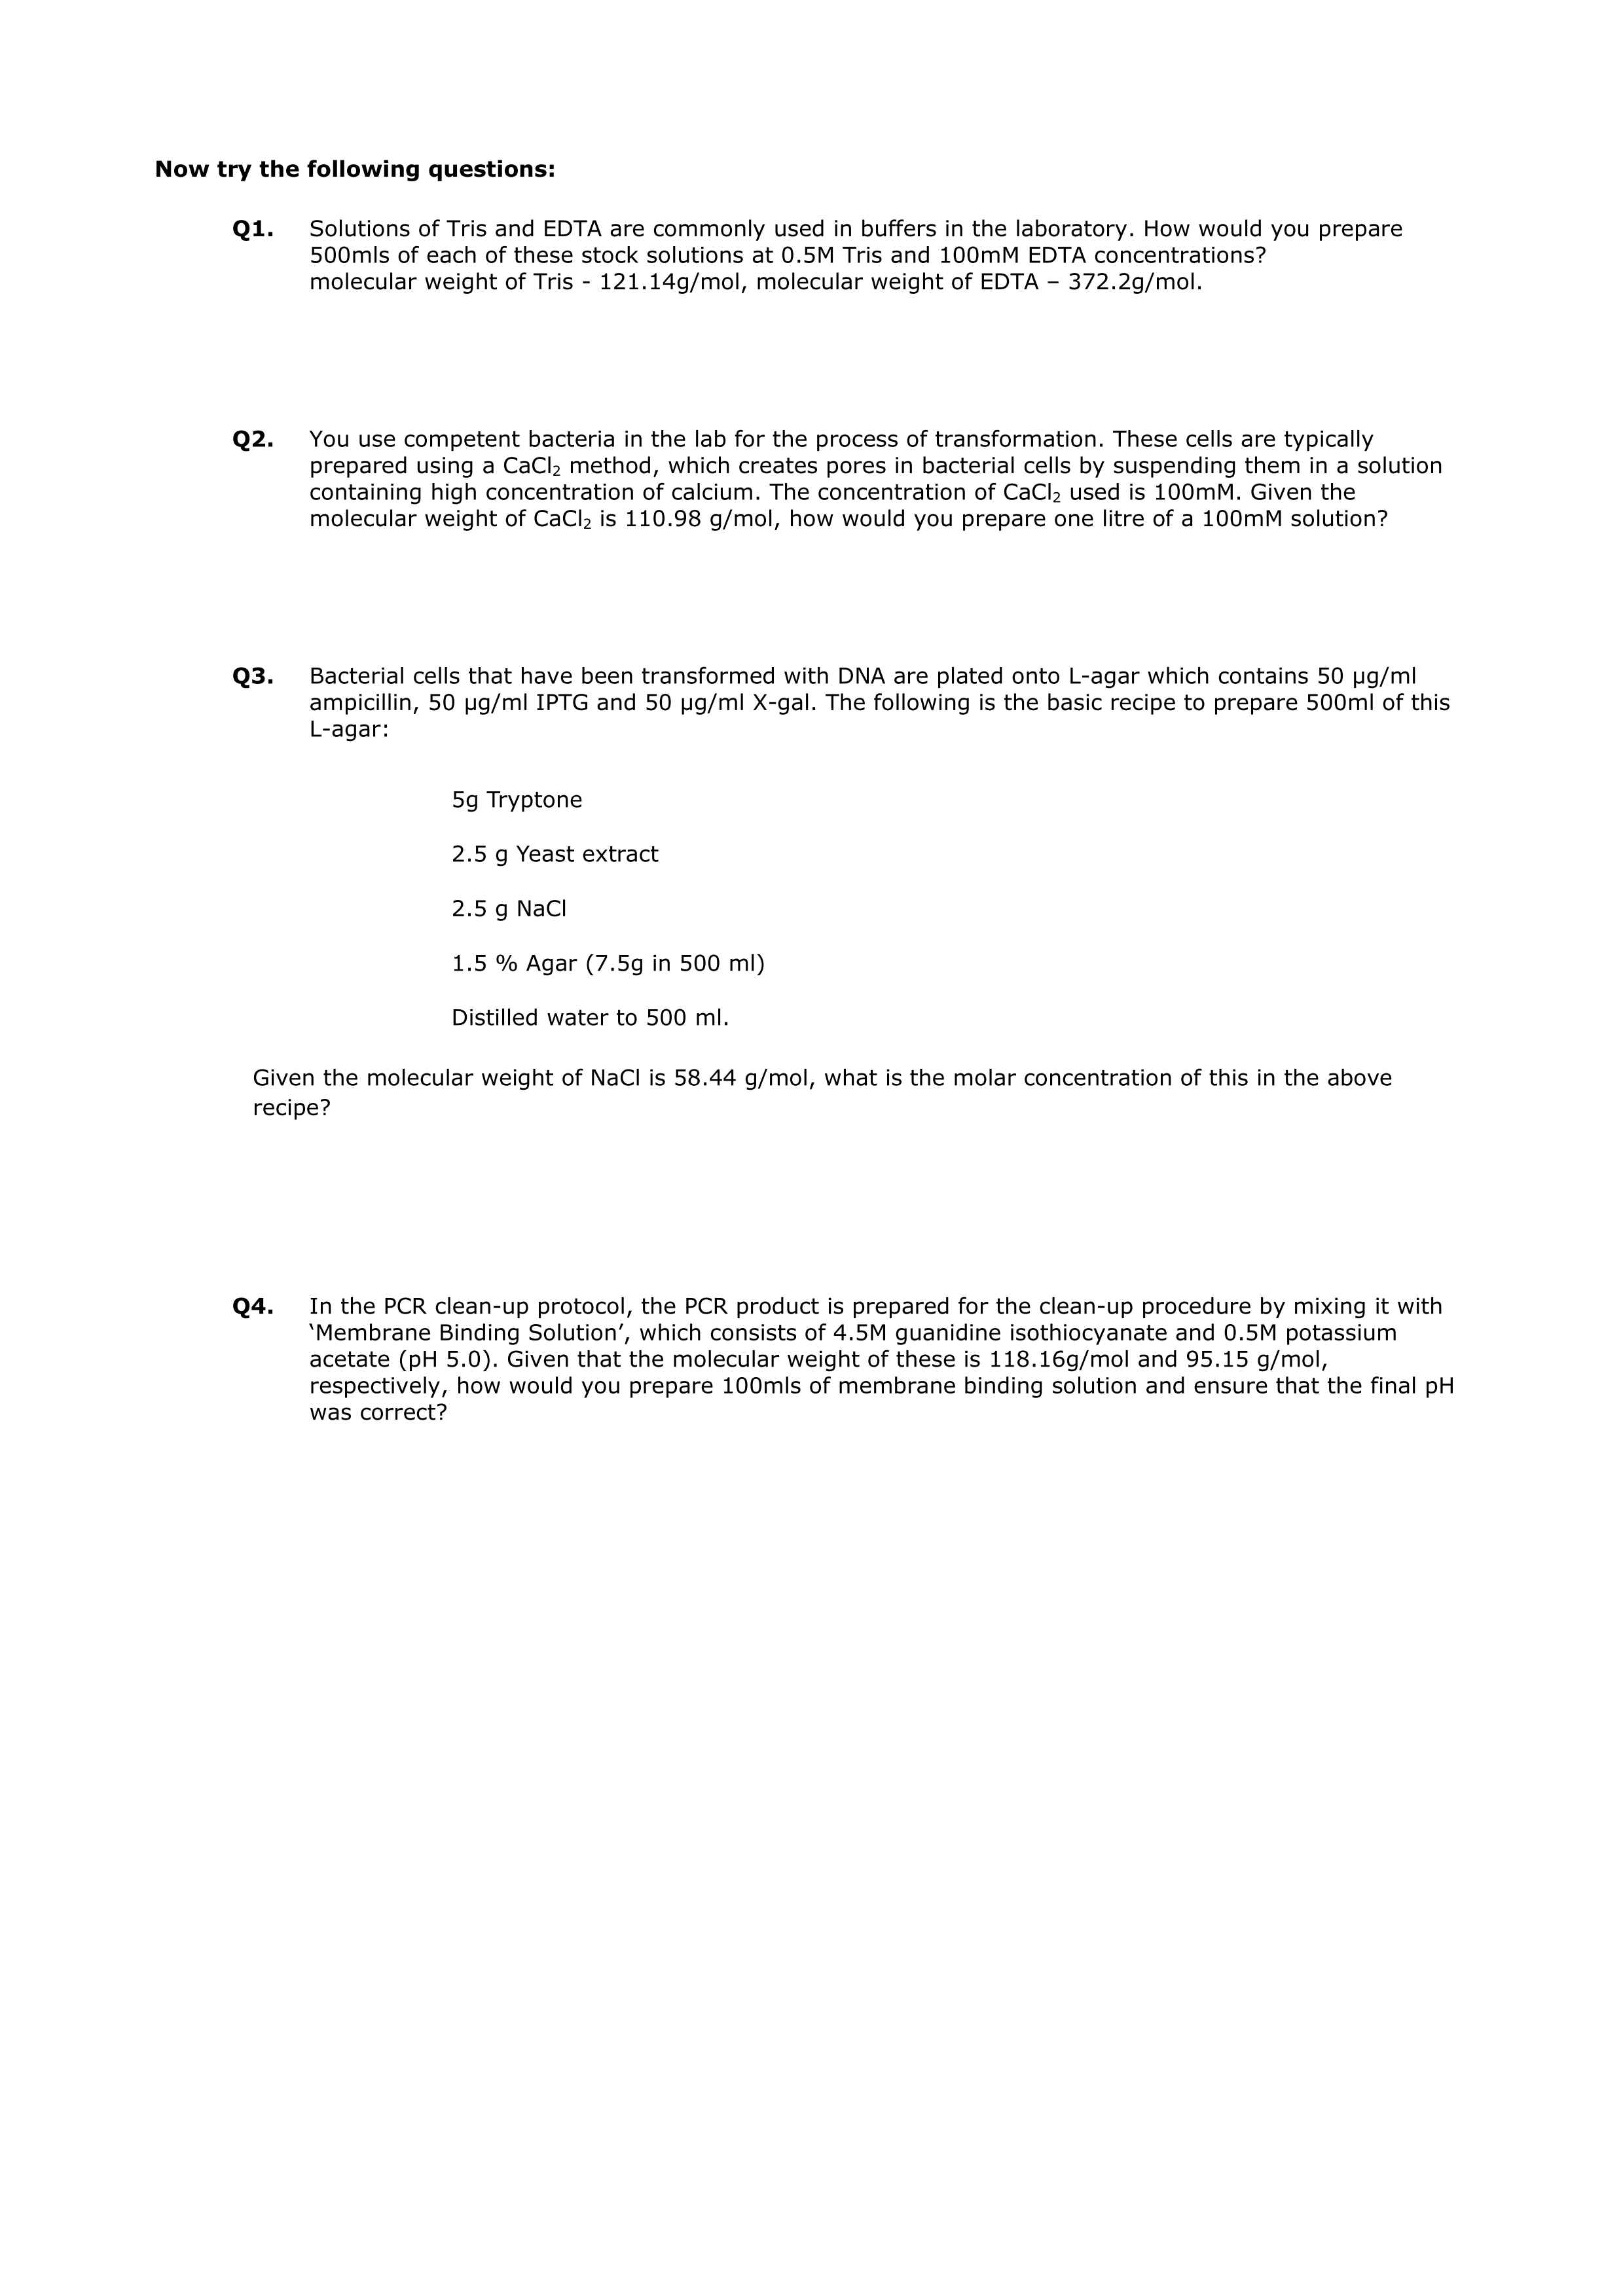 Now try the following questions:
Q1. Solutions of Tris and EDTA are commonly used in buffers in the laboratory. How would you prepare
500mls of each of these stock solutions at 0.5M Tris and 100mM EDTA concentrations?
molecular weight of Tris - 121.14g/mol, molecular weight of EDTA – 372.2g/mol.
Q2. You use competent bacteria in the lab for the process of transformation. These cells are typically
prepared using a CaCl₂ method, which creates pores in bacterial cells by suspending them in a solution
containing high concentration of calcium. The concentration of CaCl₂ used is 100mM. Given the
molecular weight of CaCl₂ is 110.98 g/mol, how would you prepare one litre of a 100mM solution?
Q3. Bacterial cells that have been transformed with DNA are plated onto L-agar which contains 50 µg/ml
ampicillin, 50 µg/ml IPTG and 50 µg/ml X-gal. The following is the basic recipe to prepare 500ml of this
L-agar:
5g Tryptone
2.5 g Yeast extract
2.5 g NaCl
1.5 % Agar (7.5g in 500 ml)
Distilled water to 500 ml.
Given the molecular weight of NaCl is 58.44 g/mol, what is the molar concentration of this in the above
recipe?
Q4. In the PCR clean-up protocol, the PCR product is prepared for the clean-up procedure by mixing it with
‘Membrane Binding Solution’, which consists of 4.5M guanidine isothiocyanate and 0.5M potassium
acetate (pH 5.0). Given that the molecular weight of these is 118.16g/mol and 95.15 g/mol,
respectively, how would you prepare 100mls of membrane binding solution and ensure that the final pH
was correct?